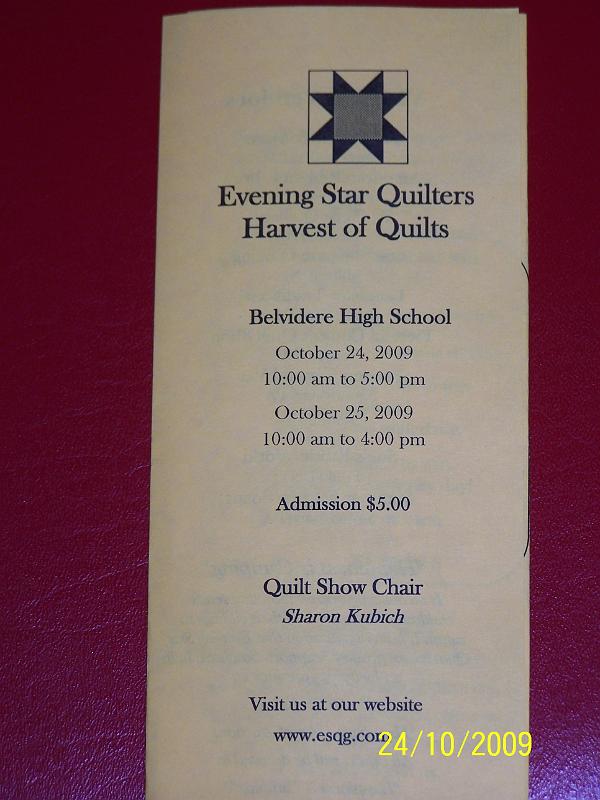 Evening Star Quilters
Harvest of Quilts
Belvidere High School
October 24, 2009
10:00 am to 5:00 pm
October 25, 2009
10:00 am to 4:00 pm
Admission $5.00
Quilt Show Chair
Sharon Kubich
Visit us at our website
www.esqg.com
24/10/2009